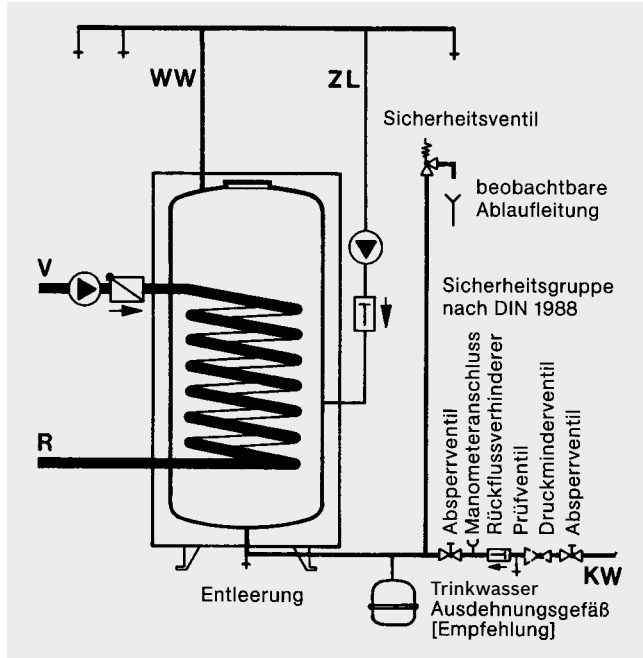 WW
ZL
Sicherheitsventil
beobachtbare
Ablaufleitung
V
Sicherheitsgruppe
nach DIN 1988
R
Absperrventil
Manometeranschluss
Rückflussverhinderer
Prüfventil
Druckminderventil
Absperrventil
KW
Entleerung
Trinkwasser
Ausdehnungsgefäß
[Empfehlung]